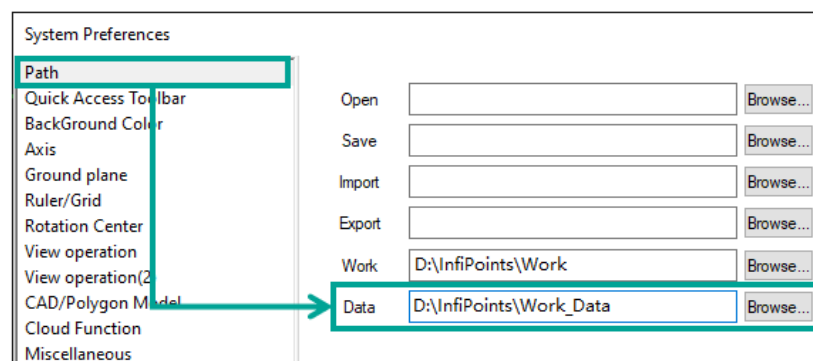 System Preferences
Path
Quick Access Toolbar
BackGround Color
Axis
Ground plane
Ruler/Grid
Rotation Center
View operation
View operation(2)
CAD/Polygon Model
Cloud Function
Miscellaneous
Open Browse...
Save Browse...
Import Browse...
Export Browse...
Work D:\InfiPoints\Work Browse...
Data D:\InfiPoints\Work_Data Browse...